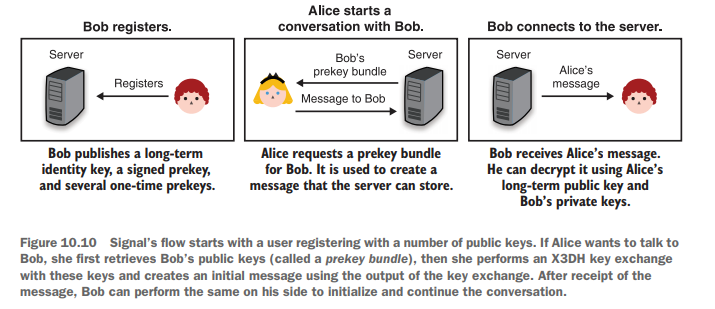 Bob registers.
Server
Registers
Bob publishes a long-term
identity key, a signed prekey,
and several one-time prekeys.
Alice starts a
conversation with Bob.
Bob's
prekey bundle
Server
Message to Bob
Alice requests a prekey bundle
for Bob. It is used to create a
message that the server can store.
Bob connects to the server.
Server
Alice's
message
Bob receives Alice's message.
He can decrypt it using Alice's
long-term public key and
Bob's private keys.
Figure 10.10 Signal's flow starts with a user registering with a number of public keys. If Alice wants to talk to
Bob, she first retrieves Bob's public keys (called a prekey bundle), then she performs an X3DH key exchange
with these keys and creates an initial message using the output of the key exchange. After receipt of the
message, Bob can perform the same on his side to initialize and continue the conversation.